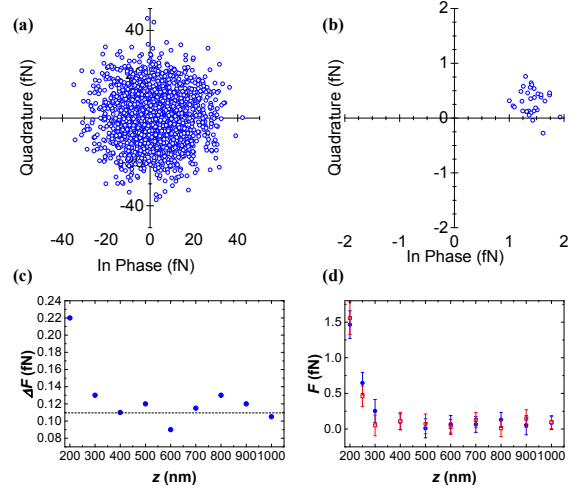 (a)
Quadrature (fN)
40
-40
-40 -20 0 20 40
In Phase (fN)
(b)
Quadrature (fN)
2
1
0
-1
-2
-2 -1 0 1 2
In Phase (fN)
(c)
ΔF (fN)
0.24
0.22
0.20
0.18
0.16
0.14
0.12
0.10
0.08
200 300 400 500 600 700 800 900 1000
z (nm)
(d)
F (fN)
1.5
1.0
0.5
0.0
200 300 400 500 600 700 800 900 1000
z (nm)